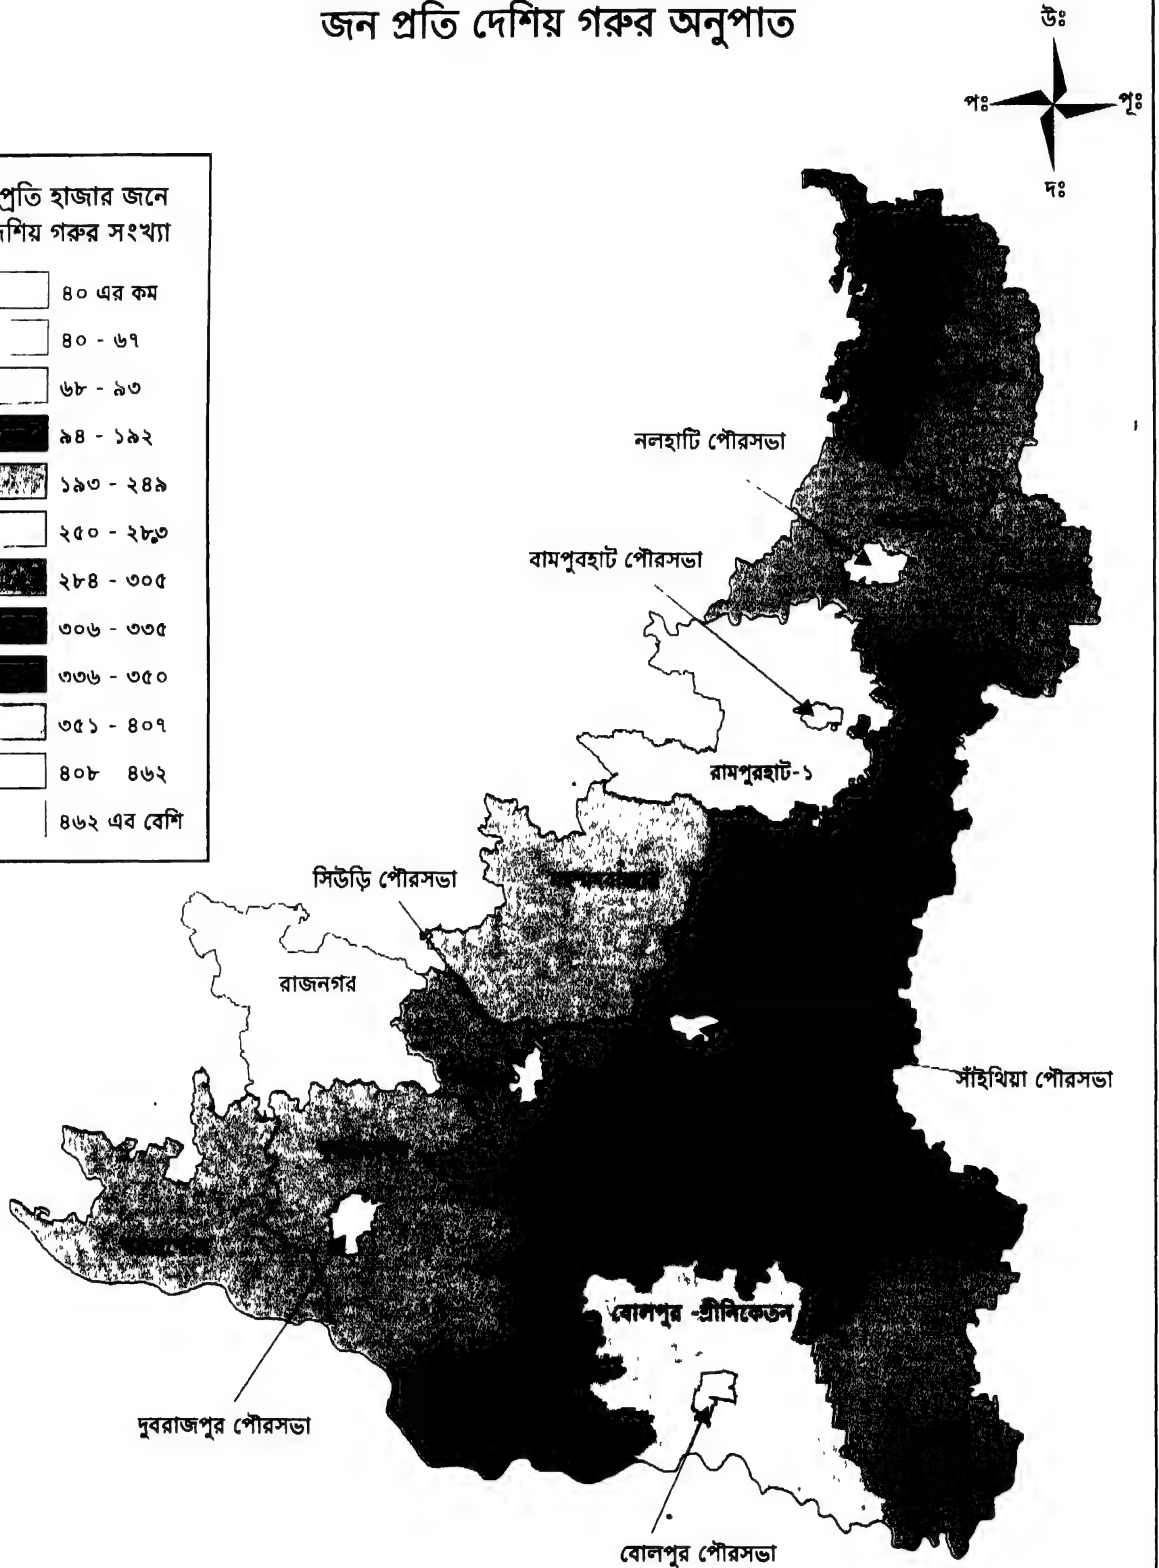 জন প্রতি দেশিয় গরুর অনুপাত
উঃ
পঃ
পূঃ
দঃ
প্রতি হাজার জনে
দেশিয় গরুর সংখ্যা
৪০ এর কম
৪০ - ৬৭
৬৮ - ৯৩
৯৪ - ১৯২
১৯৩ - ২৪৯
২৫০ - ২৮৩
২৮৪ - ৩০৫
৩০৬ - ৩৩৫
৩৩৬ - ৩৫০
৩৫১ - ৪০৭
৪০৮ ৪৬২
৪৬২ এব বেশি
নলহাটি পৌরসভা
বামপুবহাট পৌরসভা
রামপুরহাট-১
সিউড়ি পৌরসভা
রাজনগর
সাঁইথিয়া পৌরসভা
বোলপুর -শ্রীনিকেতন
দুবরাজপুর পৌরসভা
বোলপুর পৌরসভা